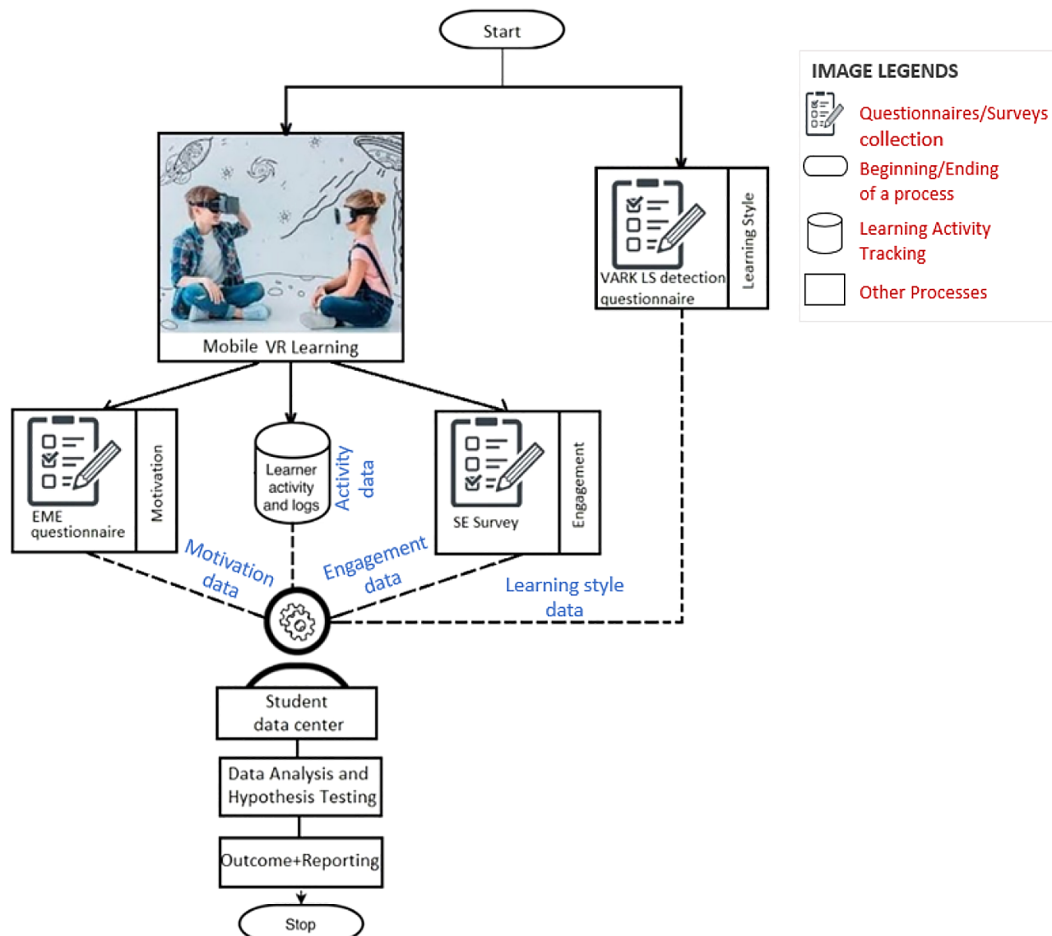 Start
IMAGE LEGENDS
Questionnaires/Surveys
collection
Beginning/Ending
of a process
Learning Activity
Tracking
Other Processes
Mobile VR Learning
VARK LS detection
questionnaire
Learning Style
EME
questionnaire
Motivation
Learner
activity
and logs
Activity
data
SE Survey
Engagement
Motivation
data
Engagement
data
Learning style
data
Student
data center
Data Analysis and
Hypothesis Testing
Outcome+Reporting
Stop